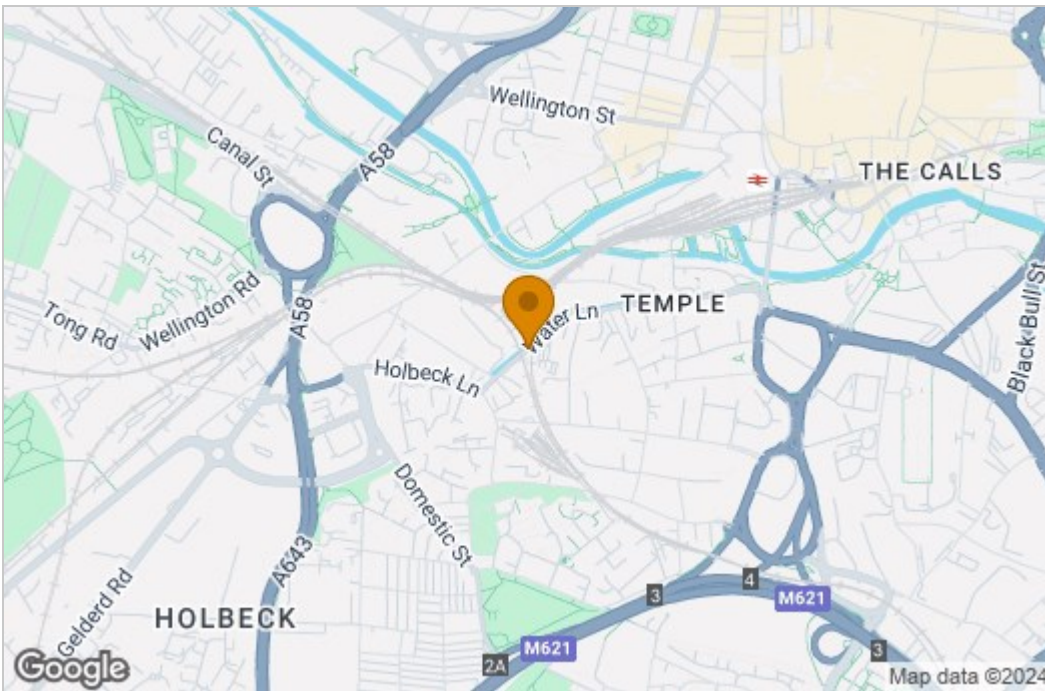 Wellington St
Canal St
A58
THE CALLS
Wellington Rd
Tong Rd
A58
Water Ln
TEMPLE
Black Bull St
Holbeck Ln
Domestic St
A643
Gelderd Rd
HOLBECK
3
4
M621
M621
3
2A
Google
Map data ©2024